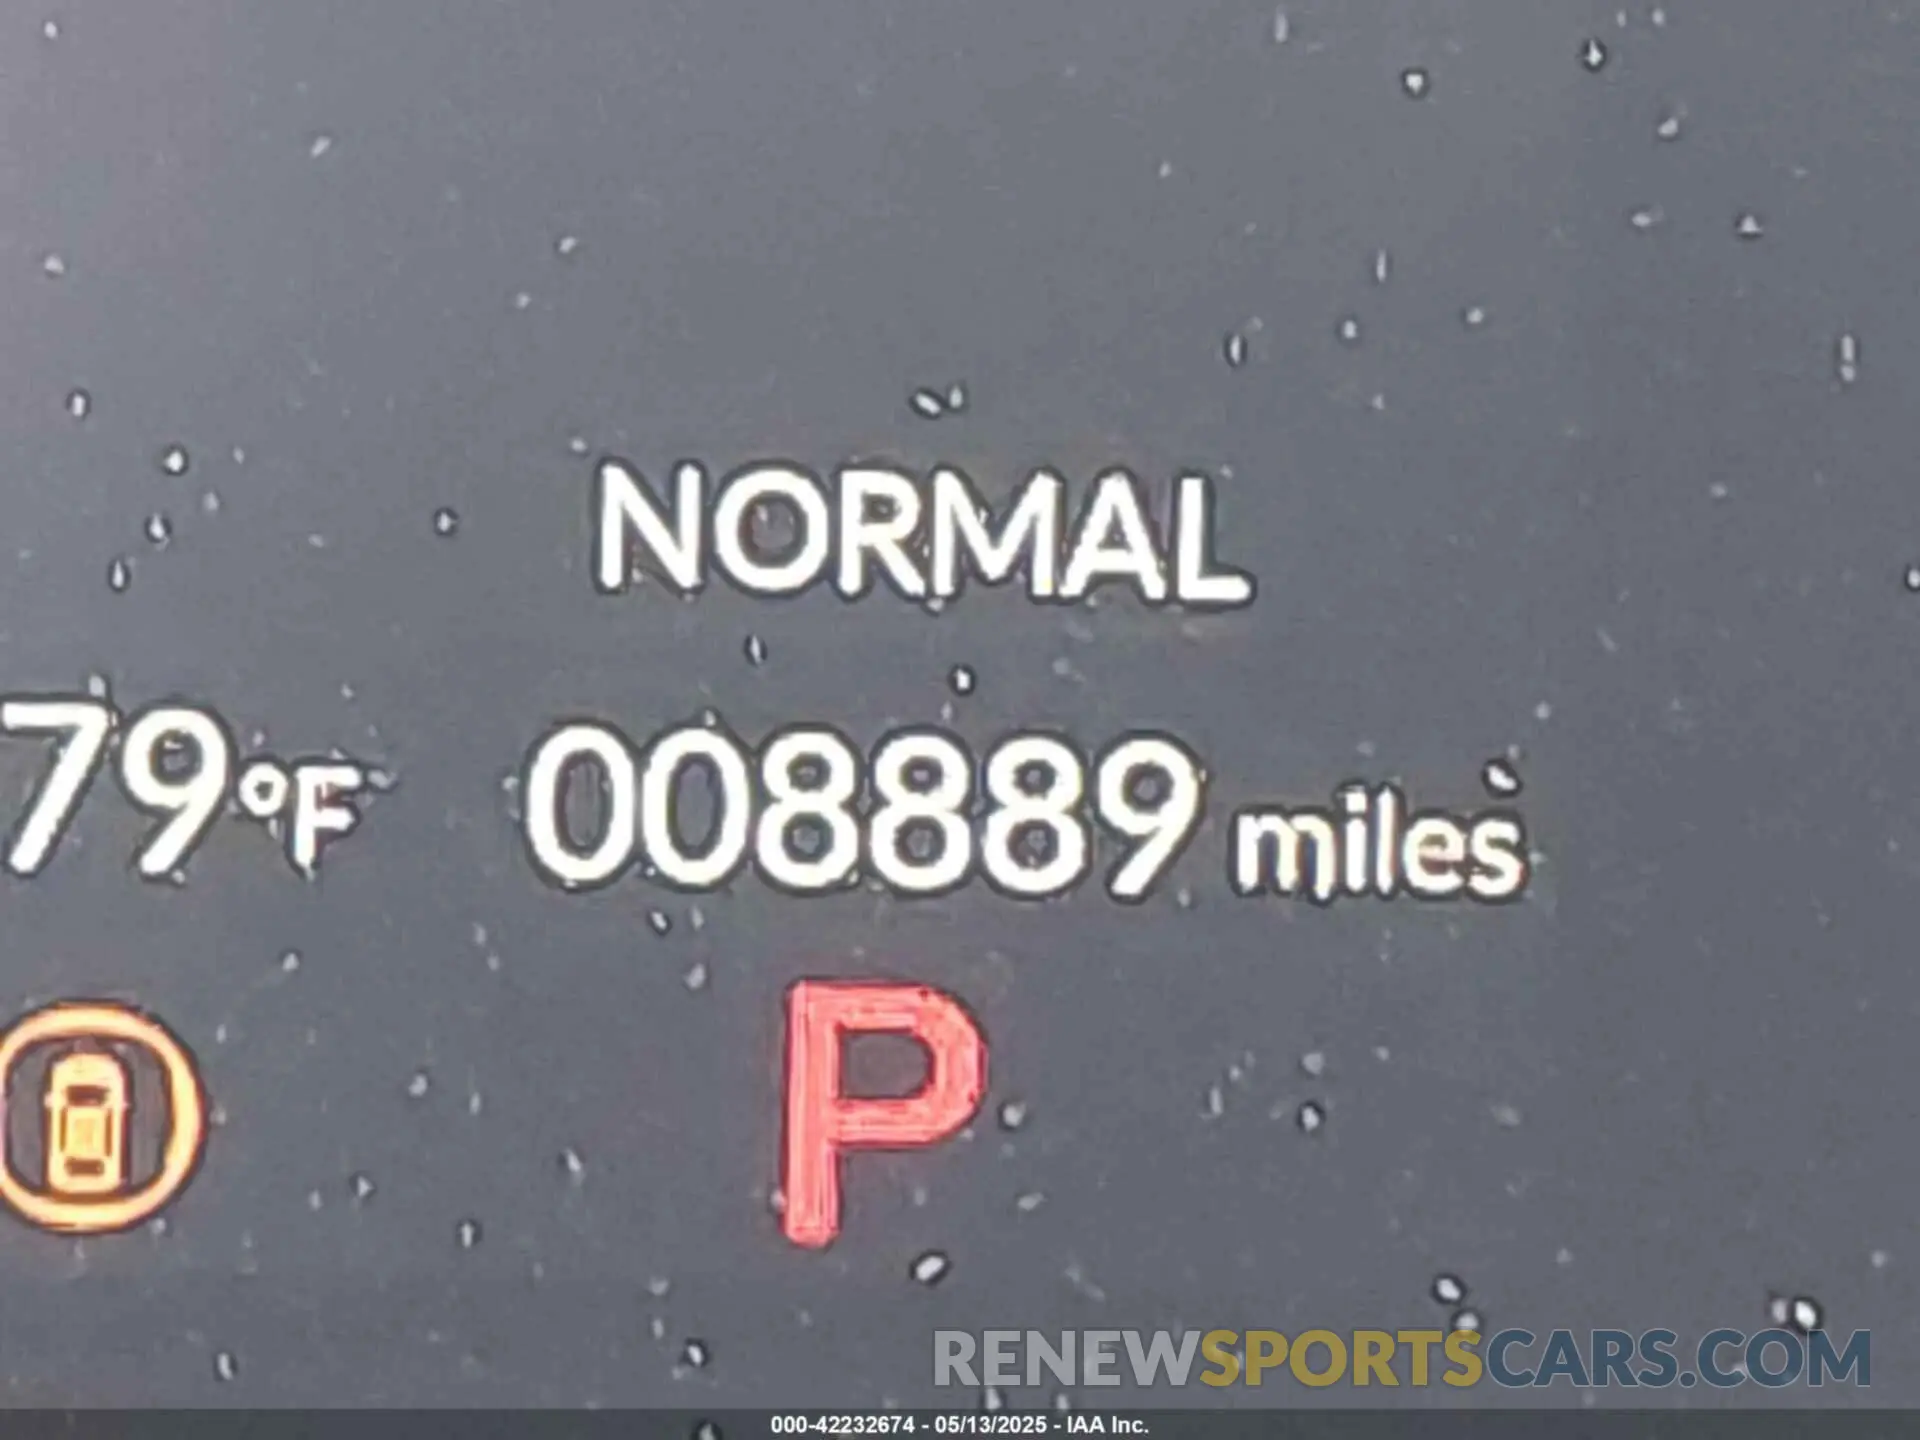 NORMAL
79°F 008889 miles
P
RENEWSPORTSCARS.COM
000-42232674 - 05/13/2025 - IAA Inc.